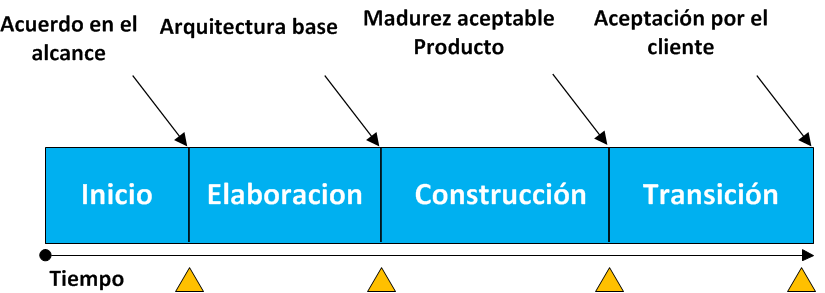 Acuerdo en el
alcance
Arquitectura base
Madurez aceptable
Producto
Aceptación por el
cliente
Inicio
Elaboracion
Construcción
Transición
Tiempo